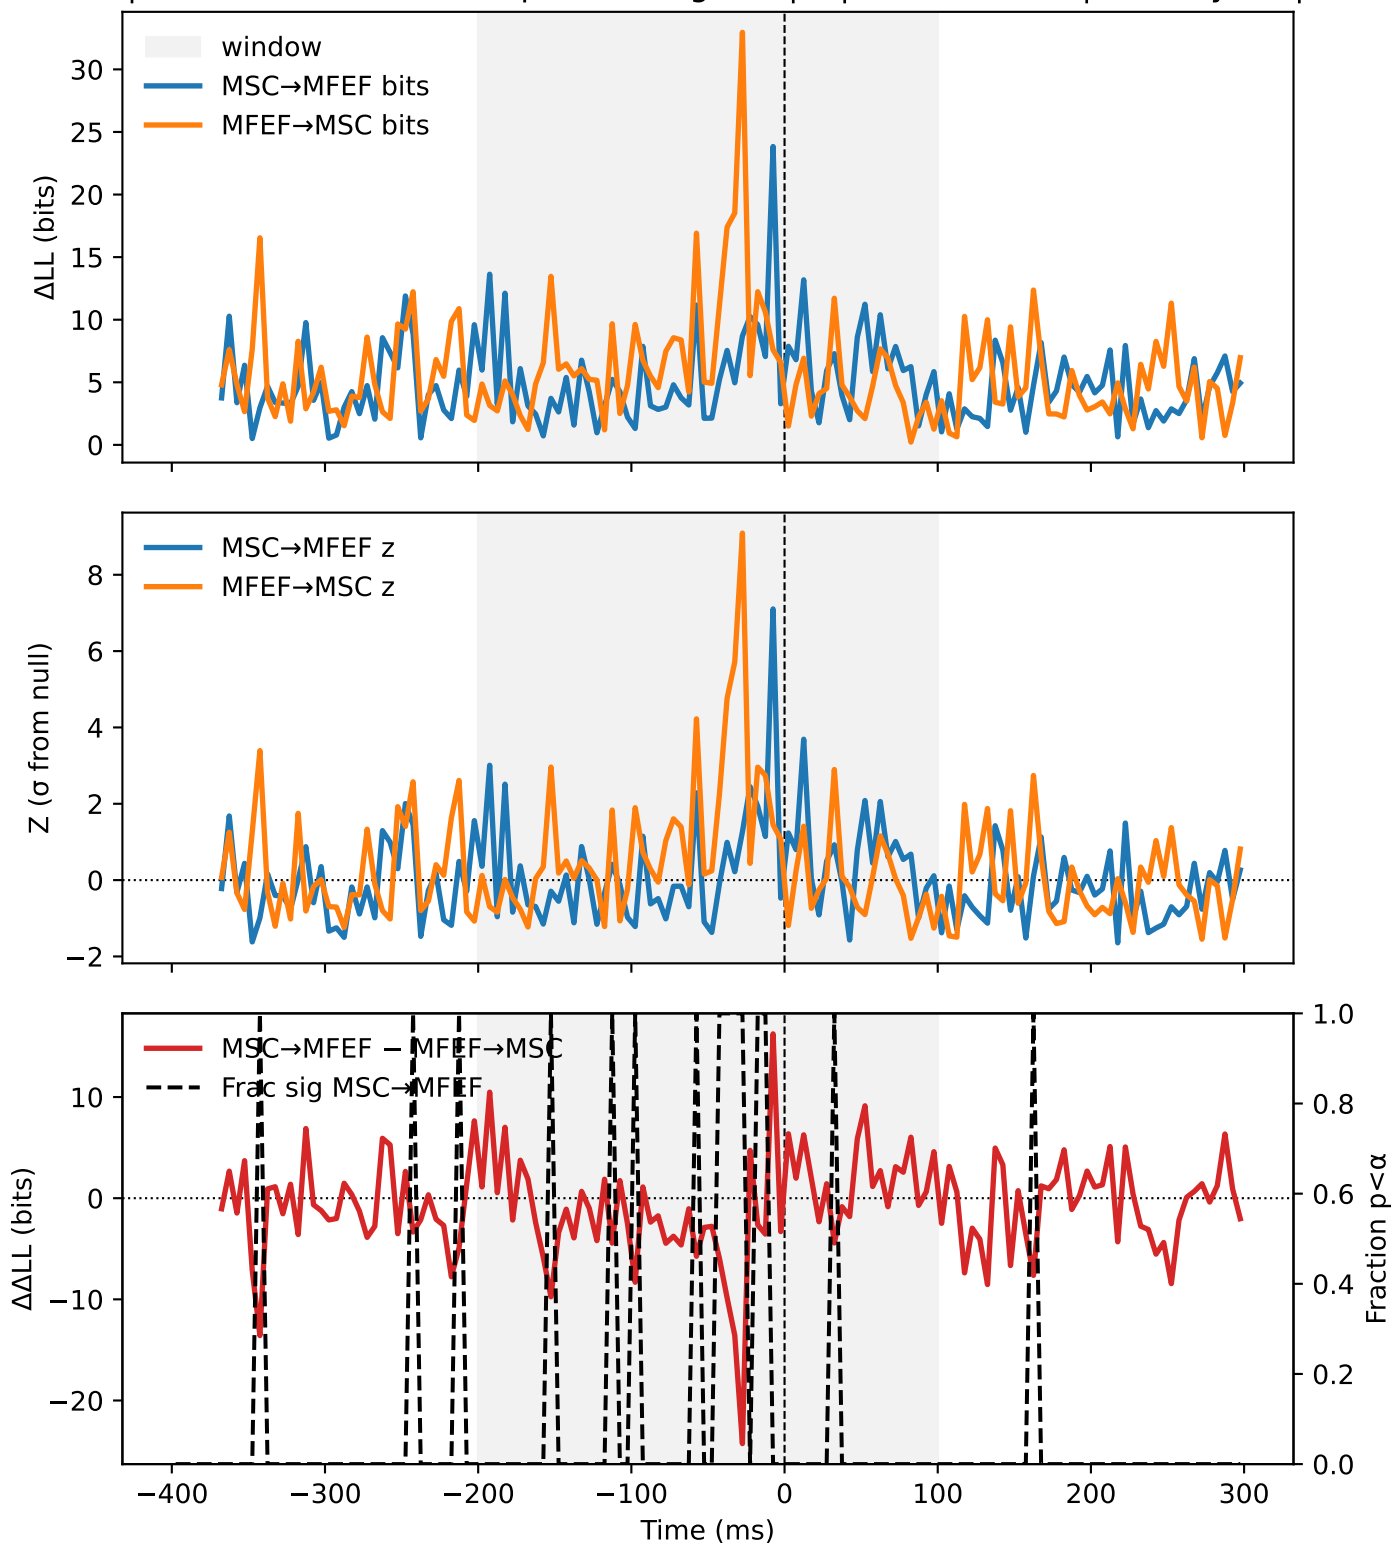 window
MSC→MFEF bits
MFEF→MSC bits
ΔLL (bits)
30
25
20
15
10
5
0
MSC→MFEF z
MFEF→MSC z
Z (σ from null)
8
6
4
2
0
−2
MSC→MFEF − MFEF→MSC
Frac sig MSC→MFEF
ΔΔLL (bits)
10
0
−10
−20
1.0
0.8
0.6
0.4
0.2
0.0
Fraction p<α
−400
−300
−200
−100
0
100
200
300
Time (ms)